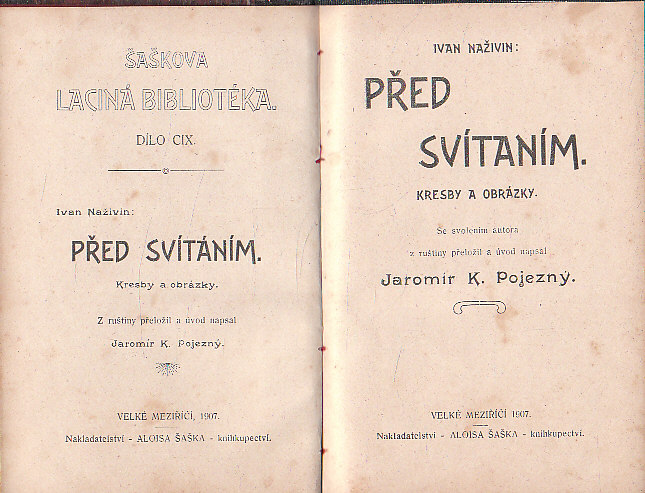 ŠAŠKOVA
LACINÁ BIBLIOTÉKA.
DÍLO CIX.
Ivan Naživin:
PŘED SVÍTÁNÍM.
Kresby a obrázky.
Z ruštiny přeložil a úvod napsal
Jaromír K. Pojezný.
VELKÉ MEZIŘÍČÍ, 1907.
Nakladatelství - ALOISA ŠAŠKA - knihkupectví.
IVAN NAŽIVIN:
PŘED
SVÍTANÍM.
KRESBY A OBRÁZKY.
Se svolením autora
z ruštiny přeložil a úvod napsal
Jaromír K. Pojezný.
VELKÉ MEZIŘÍČÍ 1907.
Nakladatelství - ALOISA ŠAŠKA - knihkupectví.